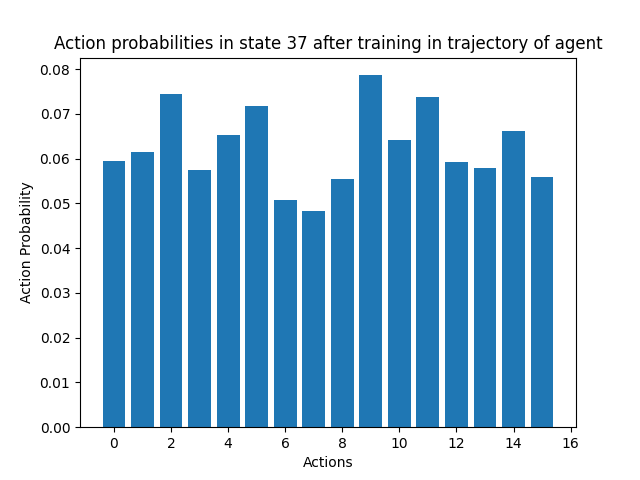 Action probabilities in state 37 after training in trajectory of agent
0.08
0.07
0.06
0.05
0.04
0.03
0.02
0.01
0.00
Action Probability
0 2 4 6 8 10 12 14 16
Actions